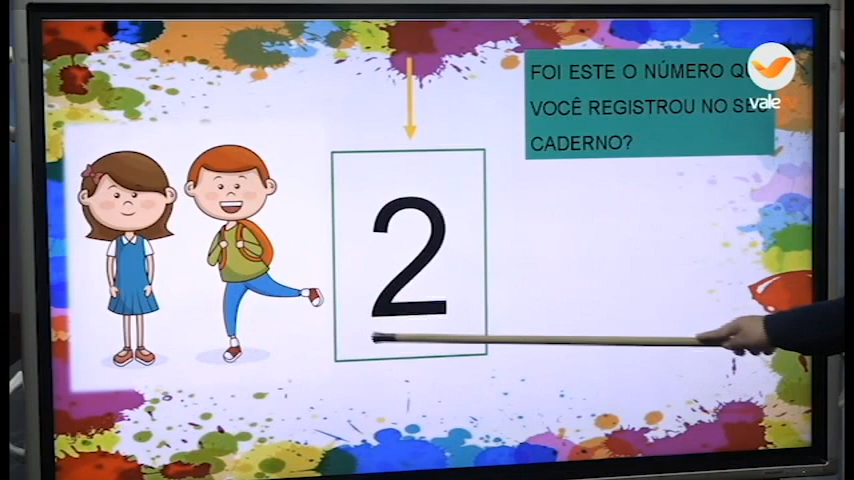 FOI ESTE O NÚMERO
VOCÊ REGISTROU NO
CADERNO?
vale
2